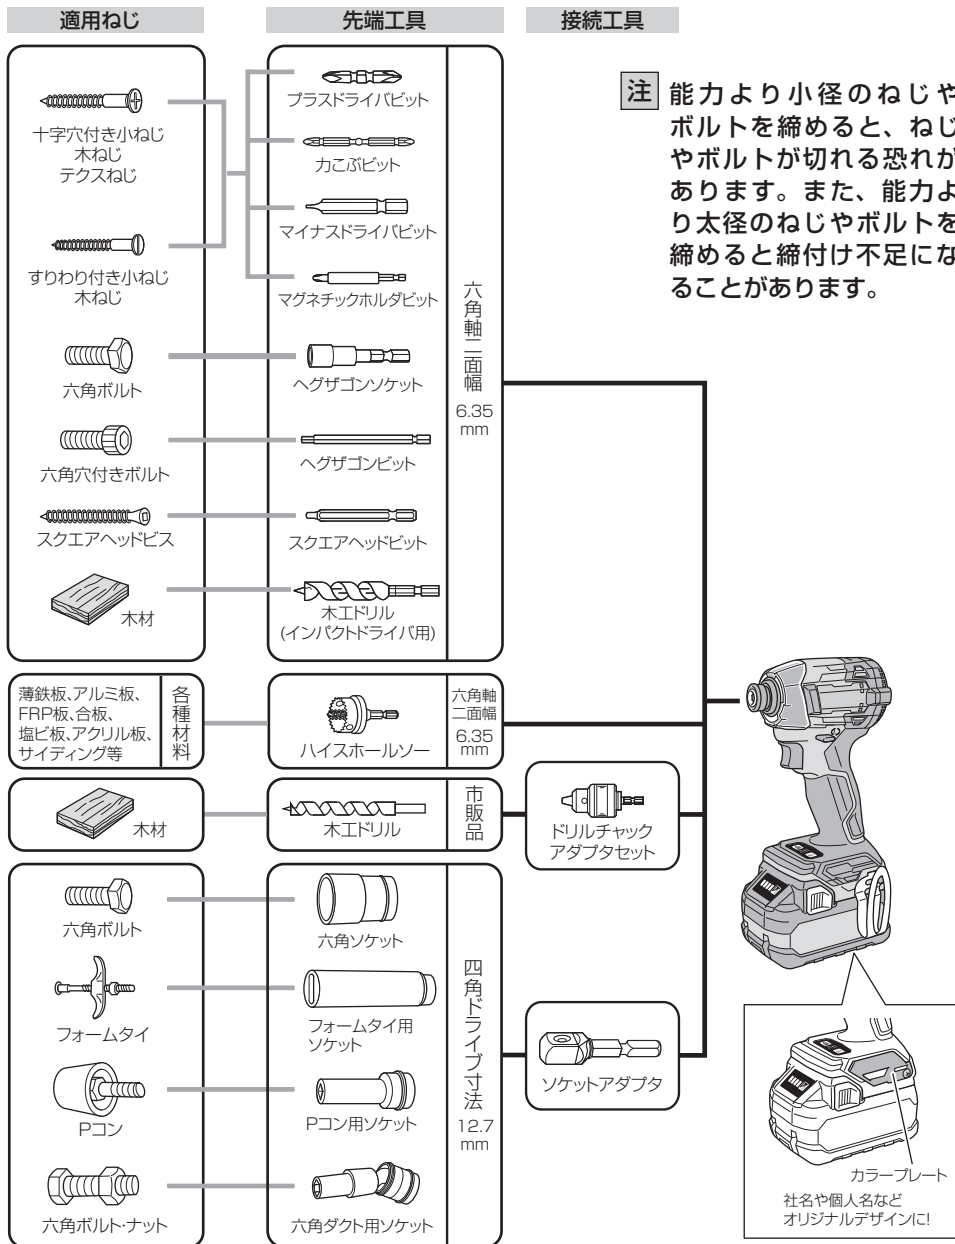 適用ねじ
先端工具
接続工具
十字穴付き小ねじ
木ねじ
テクスねじ
すりわり付き小ねじ
木ねじ
六角ボルト
六角穴付きボルト
スクエアヘッドビス
木材
プラスドライバビット
力こぶビット
マイナスドライバビット
マグネチックホルダビット
ヘグザゴンソケット
ヘグザゴンビット
スクエアヘッドビット
木工ドリル
(インパクトドライバ用)
六角軸二面幅
6.35
mm
注 能力より小径のねじや
ボルトを締めると、ねじ
やボルトが切れる恐れが
あります。また、能力よ
り太径のねじやボルトを
締めると締付け不足にな
ることがあります。
薄鉄板、アルミ板、
FRP板、合板、
塩ビ板、アクリル板、
サイディング等
各種材料
ハイスホールソー
六角軸
二面幅
6.35
mm
木材
木工ドリル
市販品
ドリルチャック
アダプタセット
六角ボルト
フォームタイ
Pコン
六角ボルト・ナット
六角ソケット
フォームタイ用
ソケット
Pコン用ソケット
六角ダクト用ソケット
四角ドライブ寸法
12.7
mm
ソケットアダプタ
カラープレート
社名や個人名など
オリジナルデザインに!